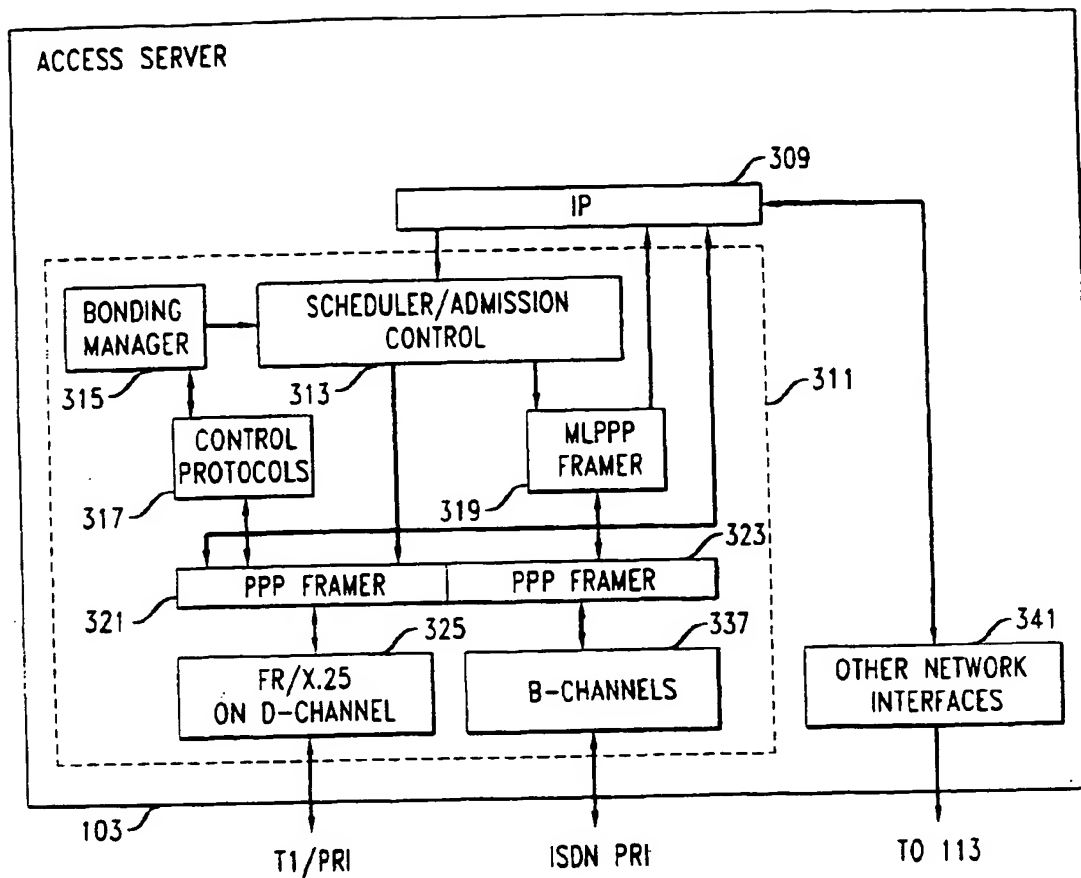 ACCESS SERVER
309
IP
BONDING
MANAGER
315
SCHEDULER/ADMISSION
CONTROL
313
311
CONTROL
PROTOCOLS
317
MLPPP
FRAMER
319
323
PPP FRAMER
PPP FRAMER
321
325
337
341
FR/X.25
ON D-CHANNEL
B-CHANNELS
OTHER NETWORK
INTERFACES
103
T1/PRI
ISDN PRI
TO 113